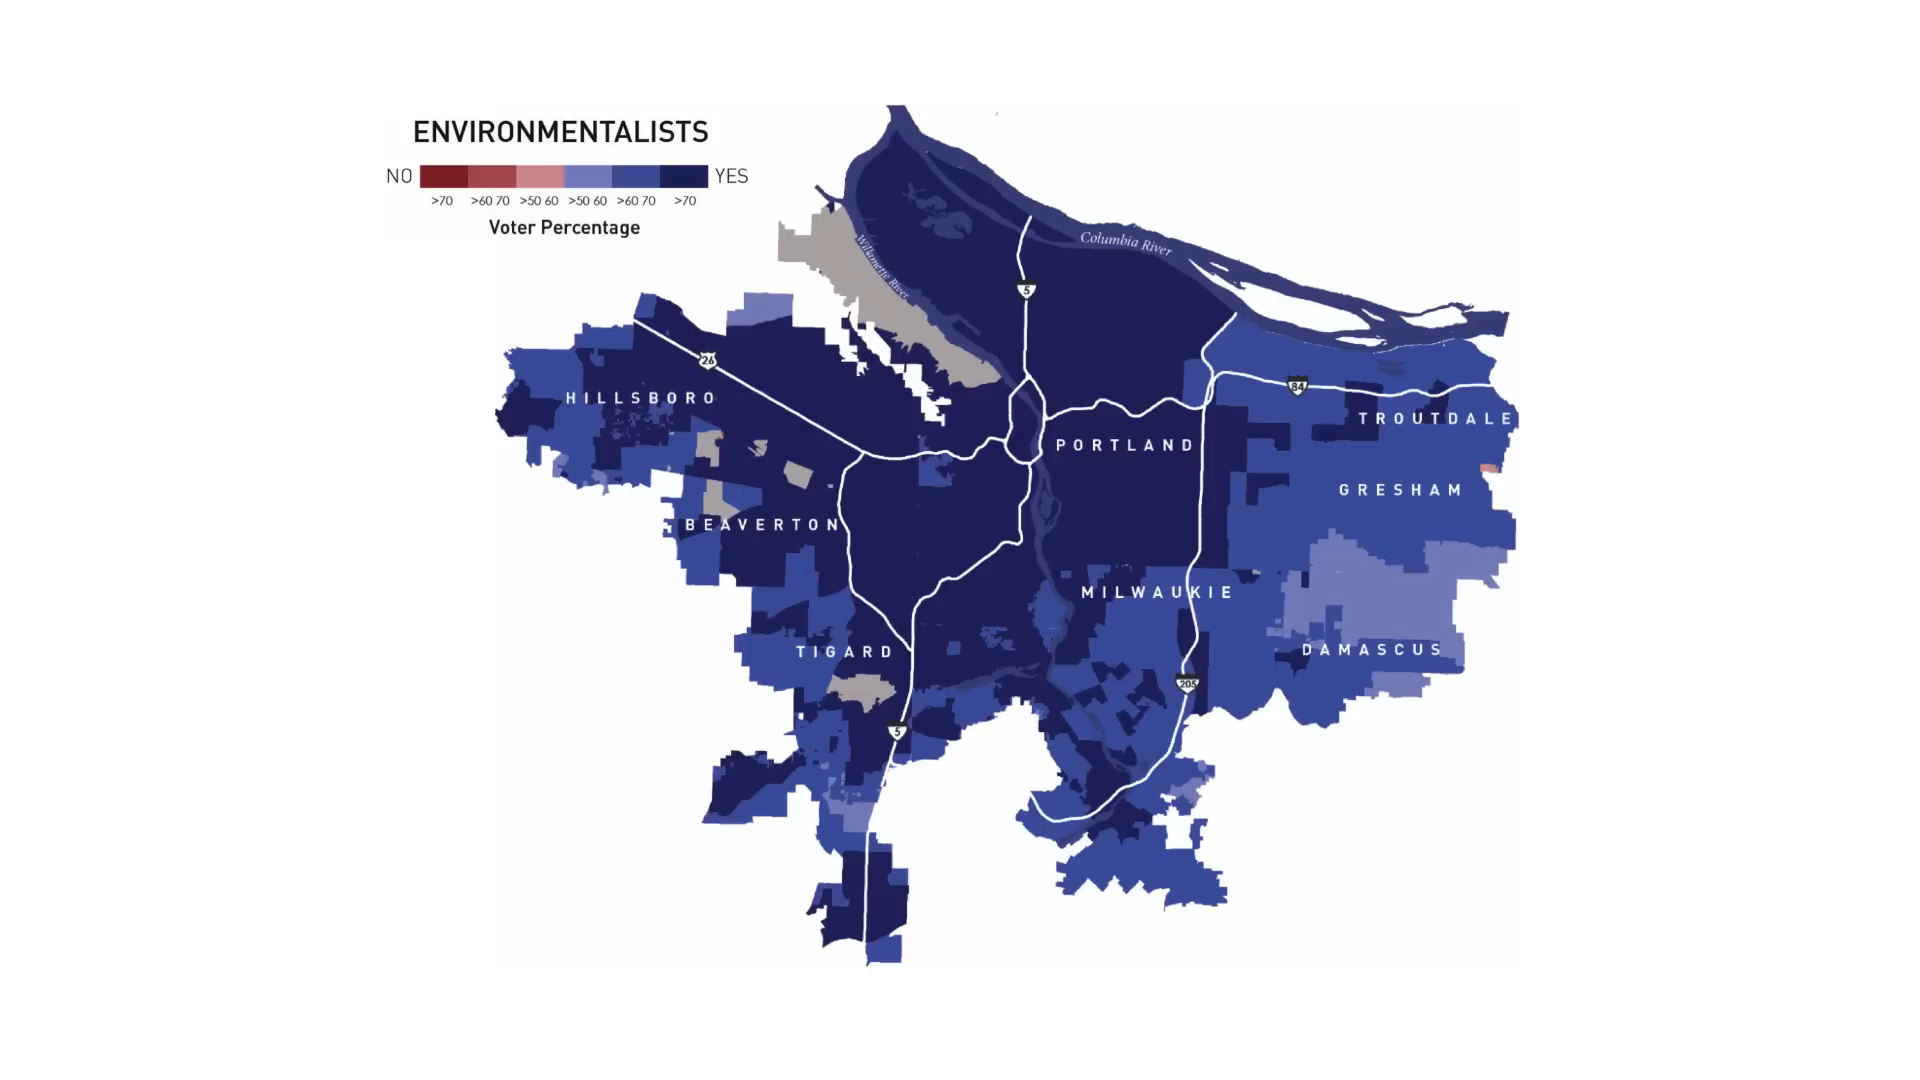 ENVIRONMENTALISTS
NO YES
>70 >60 70 >50 60 >50 60 >60 70 >70
Voter Percentage
Columbia River
Willamette River
5
26
84
HILLSBORO
TROUTDALE
PORTLAND
GRESHAM
BEAVERTON
MILWAUKIE
TIGARD
DAMASCUS
205
5